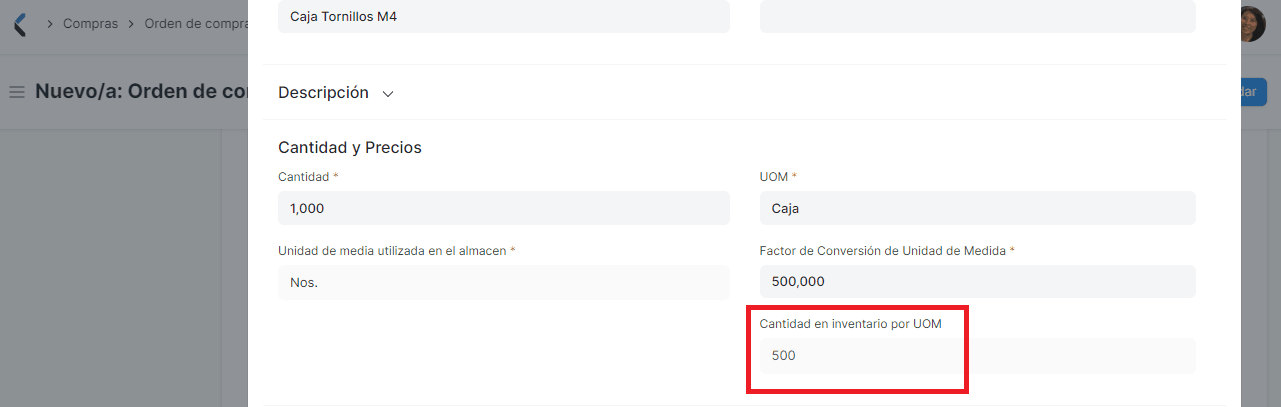 Compras
Orden de compra
Caja Tornillos M4
Nuevo/a: Orden de co
dar
Descripción
Cantidad y Precios
Cantidad *
UOM *
1,000
Caja
Unidad de media utilizada en el almacen *
Factor de Conversión de Unidad de Medida *
Nos.
500,000
Cantidad en inventario por UOM
500